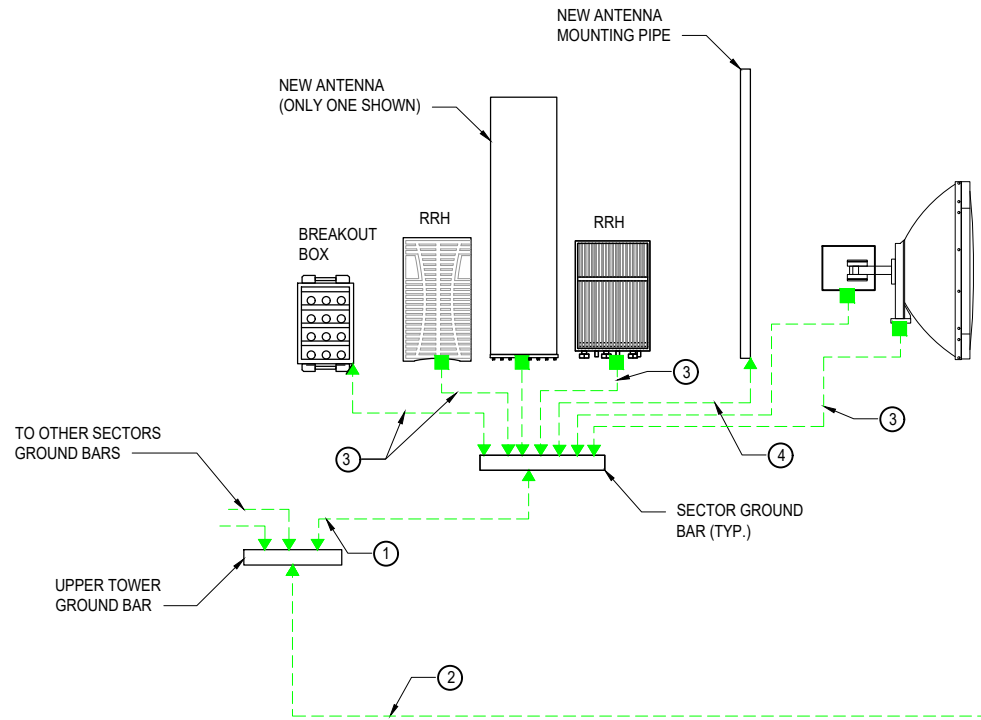 NEW ANTENNA
MOUNTING PIPE
NEW ANTENNA
(ONLY ONE SHOWN)
RRH
RRH
BREAKOUT
BOX
3
3
3
4
TO OTHER SECTORS
GROUND BARS
SECTOR GROUND
BAR (TYP.)
1
UPPER TOWER
GROUND BAR
2